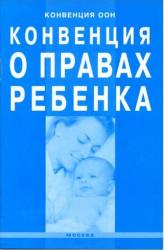 КОНВЕНЦИЯ ООН
КОНВЕНЦИЯ
О ПРАВАХ
РЕБЕНКА
МОСКВА